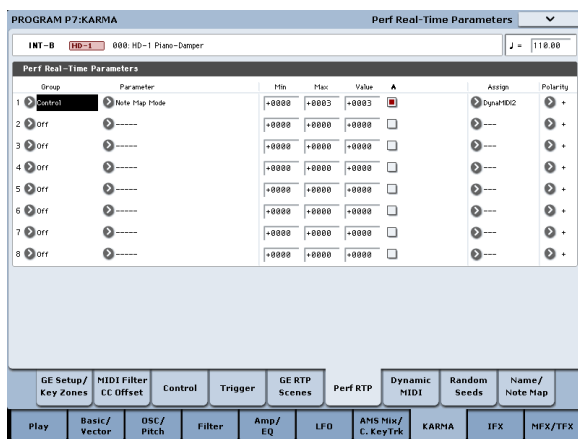 PROGRAM P7:KARMA Perf Real-Time Parameters
INT-B HD-1 000: HD-1 Piano-Damper ♩= 110.00
Perf Real-Time Parameters
Group Parameter Min Max Value A Assign Polarity
1 Control Note Map Mode +0000 +0003 +0003 DynaMIDI2 +
2 Off ----- +0000 +0000 +0000 --- +
3 Off ----- +0000 +0000 +0000 --- +
4 Off ----- +0000 +0000 +0000 --- +
5 Off ----- +0000 +0000 +0000 --- +
6 Off ----- +0000 +0000 +0000 --- +
7 Off ----- +0000 +0000 +0000 --- +
8 Off ----- +0000 +0000 +0000 --- +
GE Setup/ Key Zones MIDI Filter CC Offset Control Trigger GE RTP Scenes Perf RTP Dynamic MIDI Random Seeds Name/ Note Map
Play Basic/ Vector OSC/ Pitch Filter Amp/ EQ LFO AMS Mix/ C. KeyTrk KARMA IFX MFX/TFX